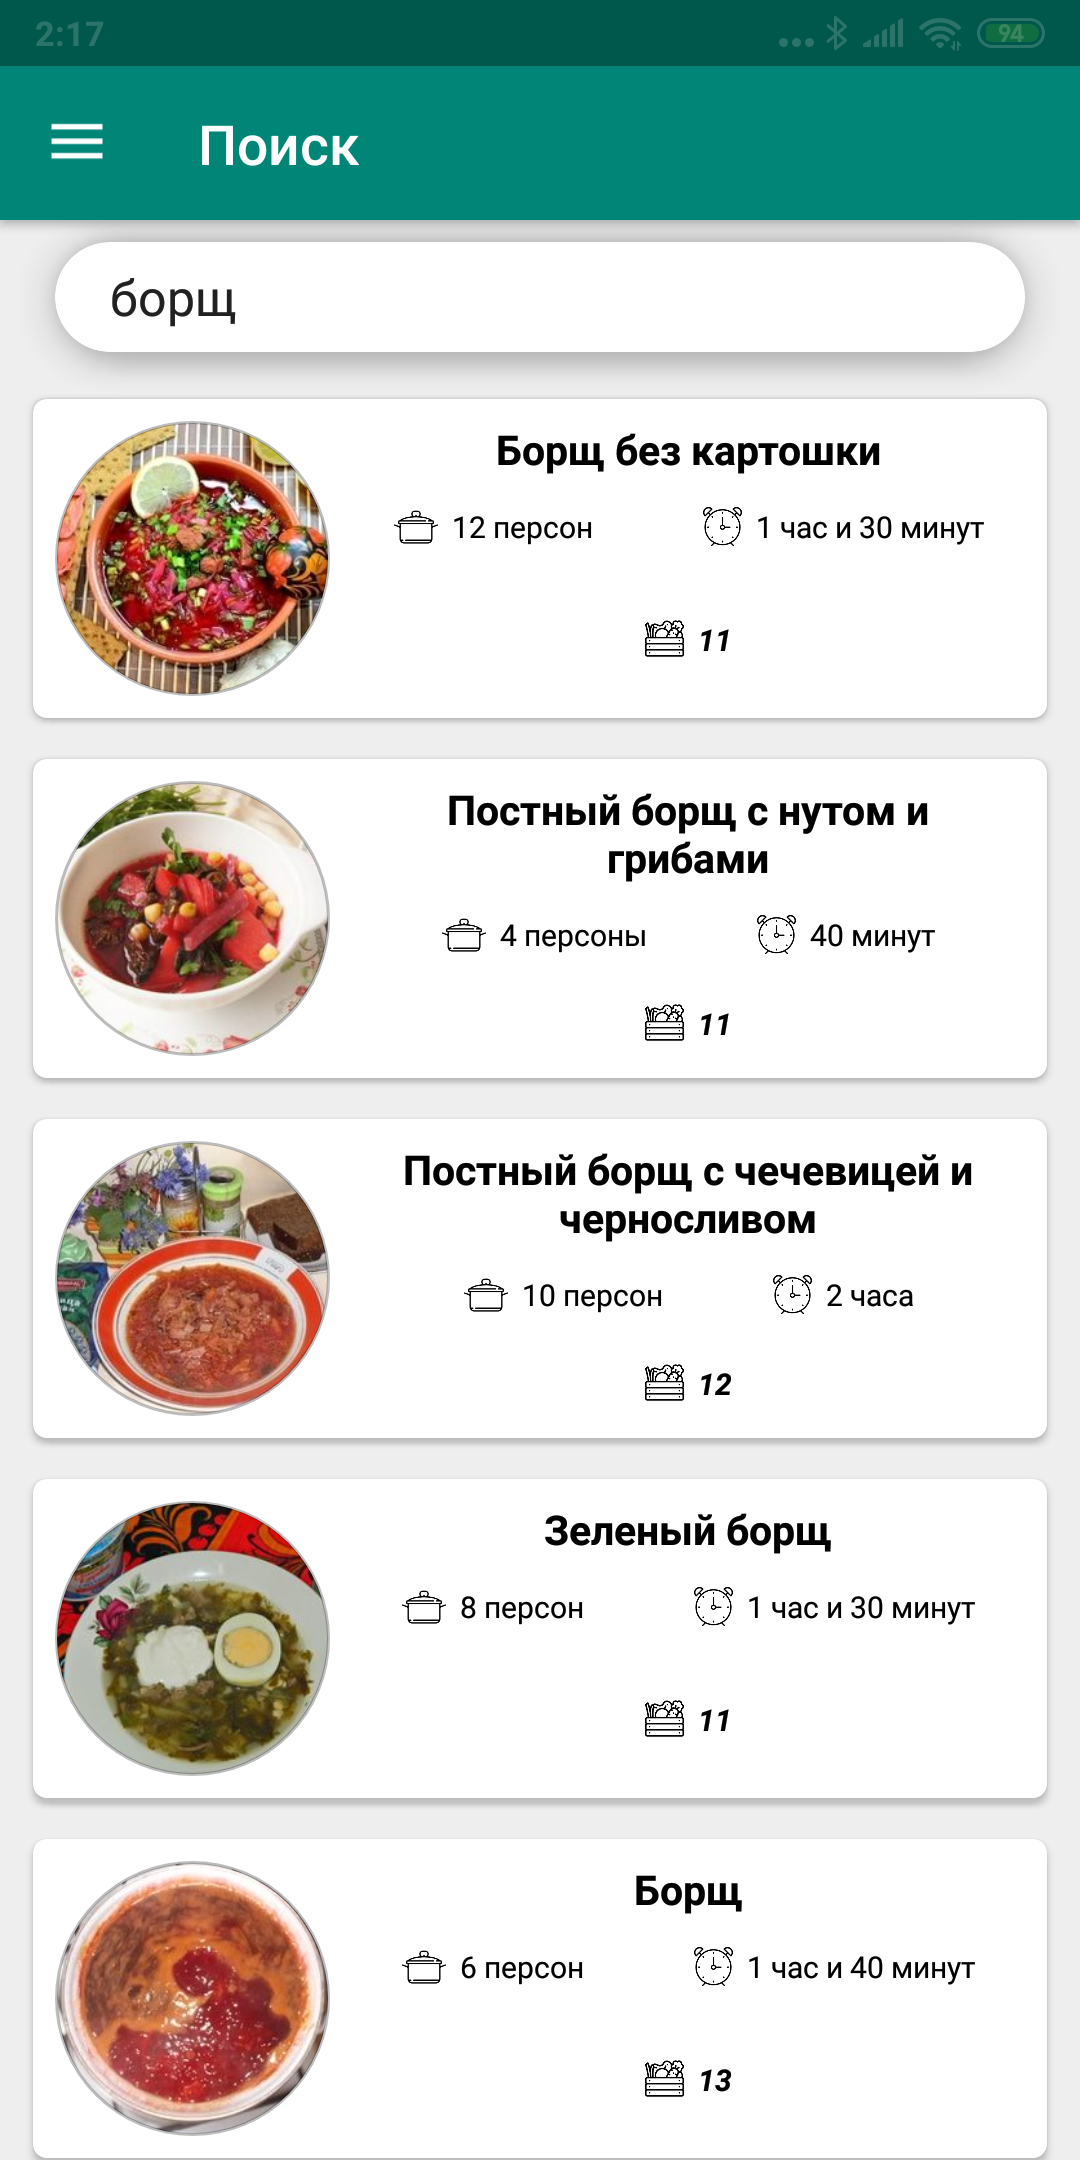 2:17
94
Поиск
борщ
Борщ без картошки
12 персон 1 час и 30 минут
11
Постный борщ с нутом и
грибами
4 персоны 40 минут
11
Постный борщ с чечевицей и
черносливом
10 персон 2 часа
12
Зеленый борщ
8 персон 1 час и 30 минут
11
Борщ
6 персон 1 час и 40 минут
13